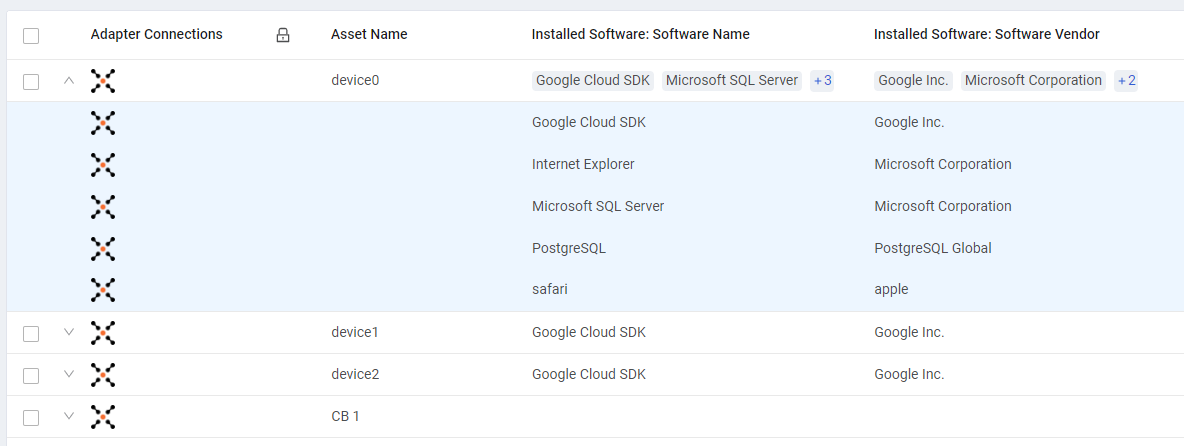 Adapter Connections Asset Name Installed Software: Software Name Installed Software: Software Vendor
device0 Google Cloud SDK Microsoft SQL Server +3 Google Inc. Microsoft Corporation +2
Google Cloud SDK Google Inc.
Internet Explorer Microsoft Corporation
Microsoft SQL Server Microsoft Corporation
PostgreSQL PostgreSQL Global
safari apple
device1 Google Cloud SDK Google Inc.
device2 Google Cloud SDK Google Inc.
CB 1